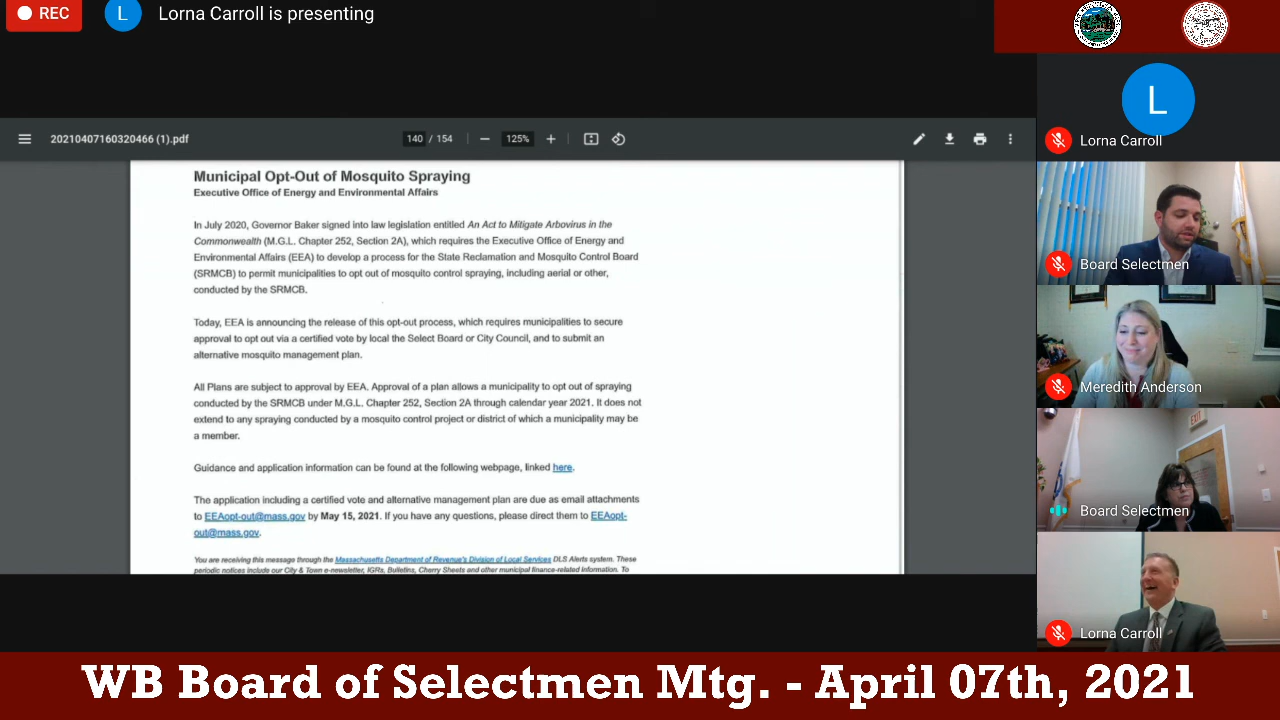 REC
L
Lorna Carroll is presenting
20210407160320466 (1).pdf
140 / 154
125%
Municipal Opt-Out of Mosquito Spraying
Executive Office of Energy and Environmental Affairs
In July 2020, Governor Baker signed into law legislation entitled An Act to Mitigate Arbovirus in the
Commonwealth (M.G.L. Chapter 252, Section 2A), which requires the Executive Office of Energy and
Environmental Affairs (EEA) to develop a process for the State Reclamation and Mosquito Control Board
(SRMCB) to permit municipalities to opt out of mosquito control spraying, including aerial or other,
conducted by the SRMCB.
Today, EEA is announcing the release of this opt-out process, which requires municipalities to secure
approval to opt out via a certified vote by local the Select Board or City Council, and to submit an
alternative mosquito management plan.
All Plans are subject to approval by EEA. Approval of a plan allows a municipality to opt out of spraying
conducted by the SRMCB under M.G.L. Chapter 252, Section 2A through calendar year 2021. It does not
extend to any spraying conducted by a mosquito control project or district of which a municipality may be
a member.
Guidance and application information can be found at the following webpage, linked here.
The application including a certified vote and alternative management plan are due as email attachments
to EEAopt-out@mass.gov by May 15, 2021. If you have any questions, please direct them to EEAopt-
out@mass.gov.
You are receiving this message through the Massachusetts Department of Revenue's Division of Local Services DLS Alerts system. These
periodic notices include our City & Town e-newsletter, IGRs, Bulletins, Cherry Sheets and other municipal finance-related information. To
L
Lorna Carroll
Board Selectmen
Meredith Anderson
EXIT
Board Selectmen
Lorna Carroll
WB Board of Selectmen Mtg. - April 07th, 2021